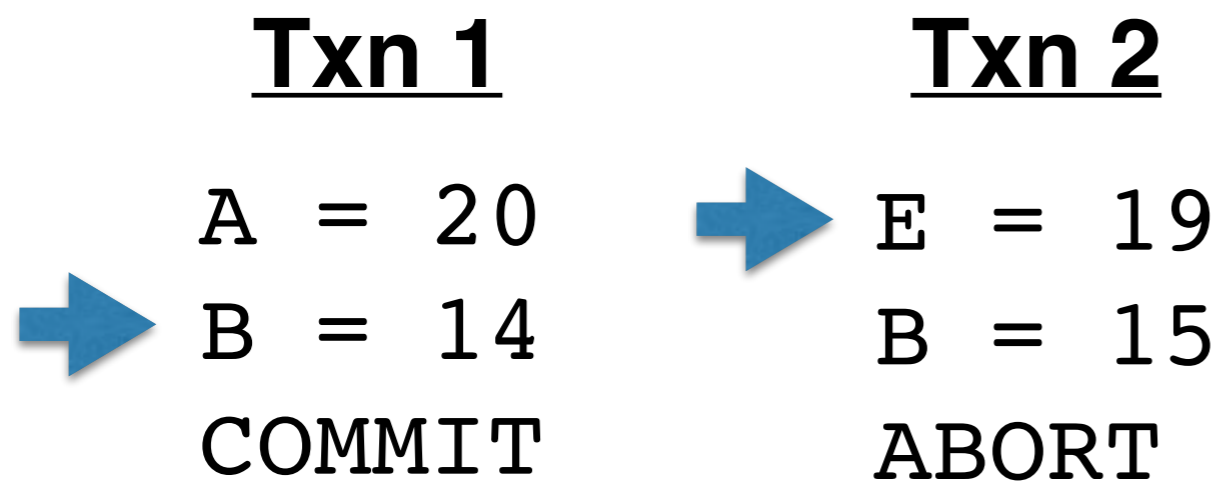 Txn 1
A = 20
B = 14
COMMIT
Txn 2
E = 19
B = 15
ABORT